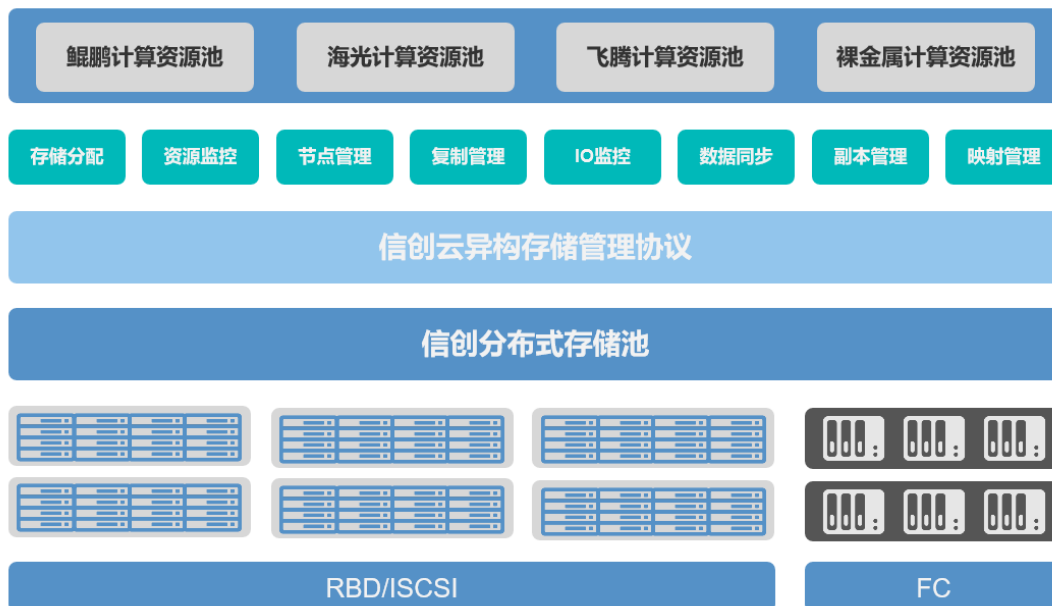 鲲鹏计算资源池
海光计算资源池
飞腾计算资源池
裸金属计算资源池
存储分配
资源监控
节点管理
复制管理
IO监控
数据同步
副本管理
映射管理
信创云异构存储管理协议
信创分布式存储池
RBD/ISCSI
FC